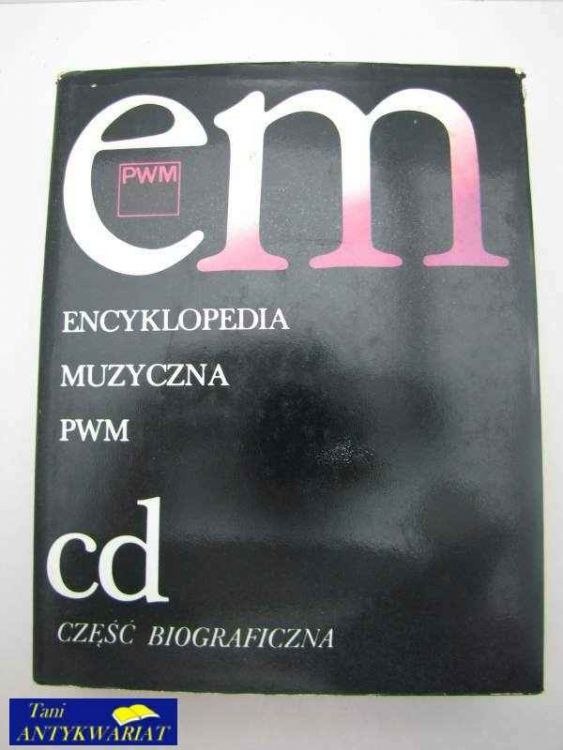 em
PWM
ENCYKLOPEDIA
MUZYCZNA
PWM
cd
CZĘŚĆ BIOGRAFICZNA
Tani
ANTYKWARIAT